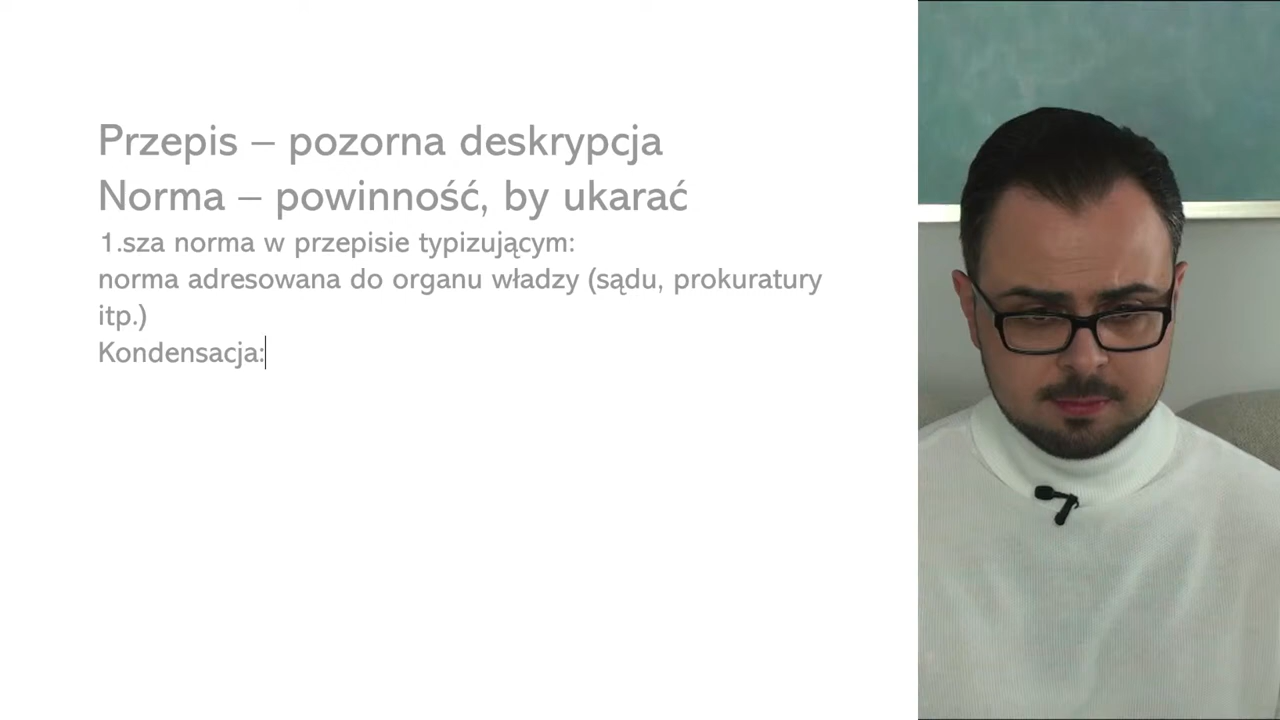 Przepis – pozorna deskrypcja
Norma – powinność, by ukarać
1.sza norma w przepisie typizującym:
norma adresowana do organu władzy (sądu, prokuratury
itp.)
Kondensacja: